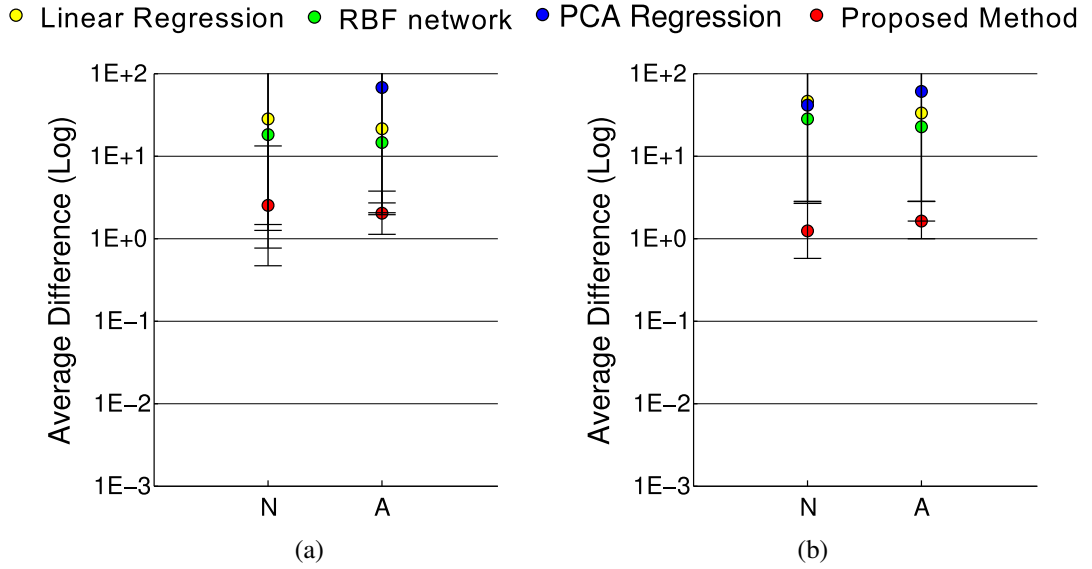 Linear Regression RBF network PCA Regression Proposed Method
Average Difference (Log)
1E+2
1E+1
1E+0
1E−1
1E−2
1E−3
N A
(a)
Average Difference (Log)
1E+2
1E+1
1E+0
1E−1
1E−2
1E−3
N A
(b)